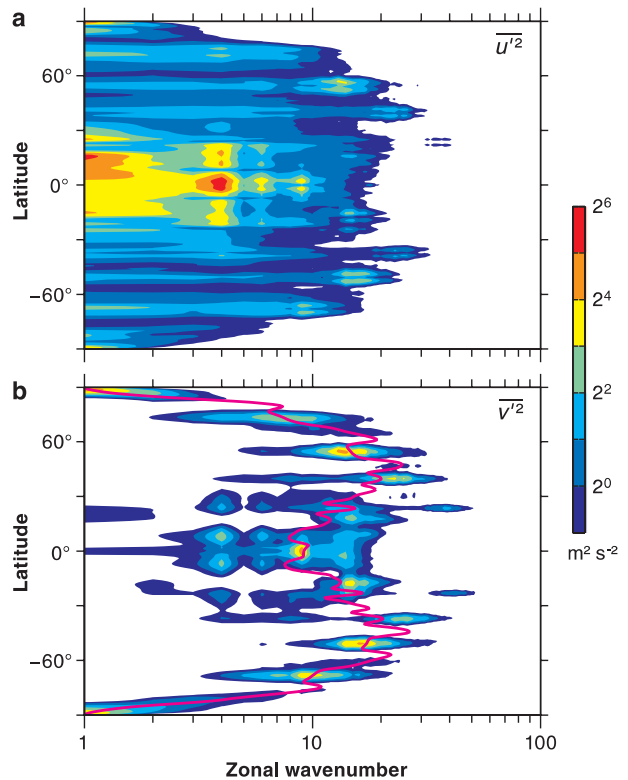 a
u′²
60°
0°
−60°
Latitude
2⁶
2⁴
2²
2⁰
m² s⁻²
b
v′²
60°
0°
−60°
Latitude
1
10
100
Zonal wavenumber